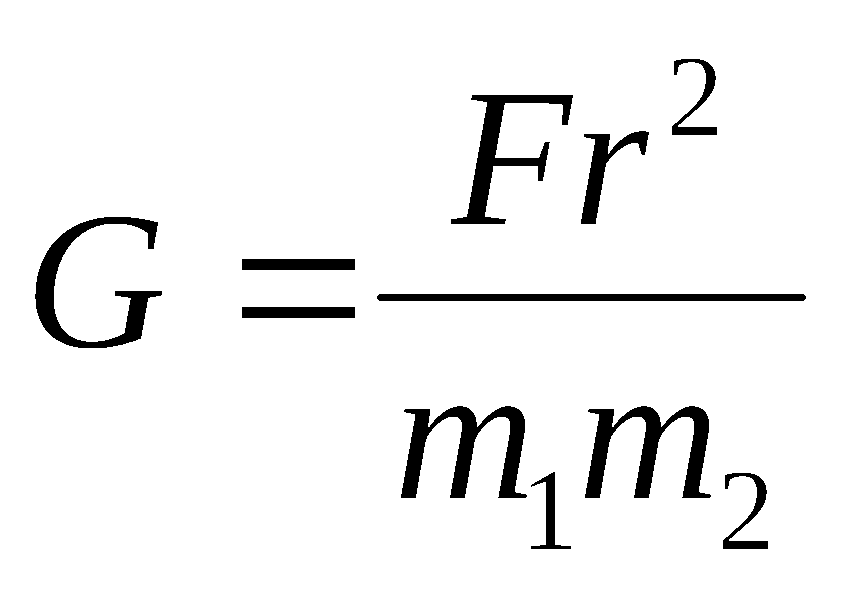 G = Fr² / m₁m₂